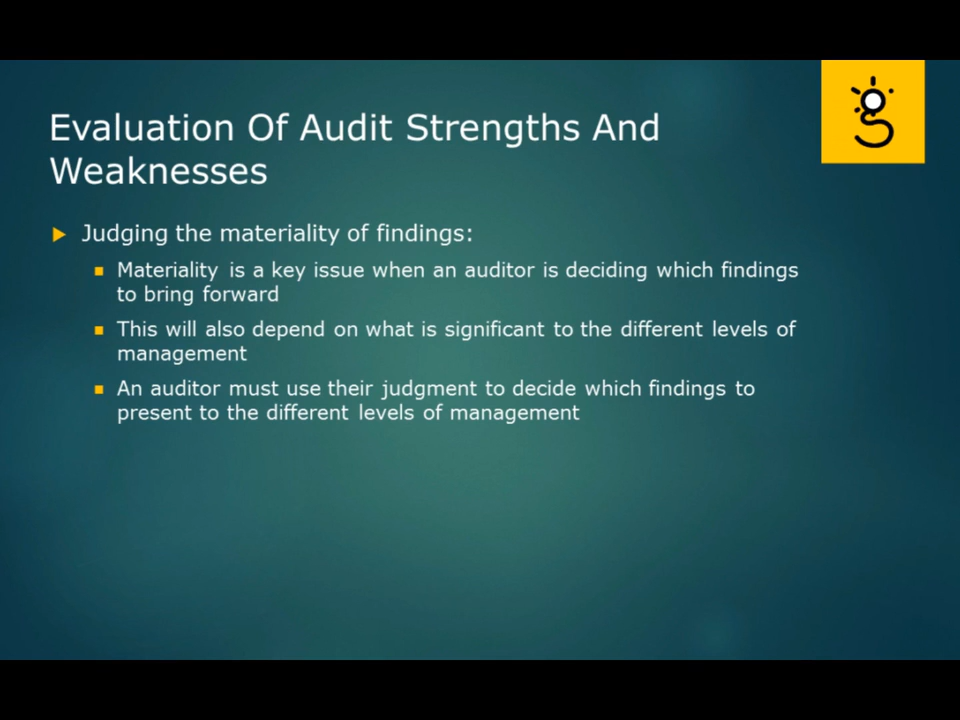 Evaluation Of Audit Strengths And
Weaknesses
Judging the materiality of findings:
Materiality is a key issue when an auditor is deciding which findings
to bring forward
This will also depend on what is significant to the different levels of
management
An auditor must use their judgment to decide which findings to
present to the different levels of management